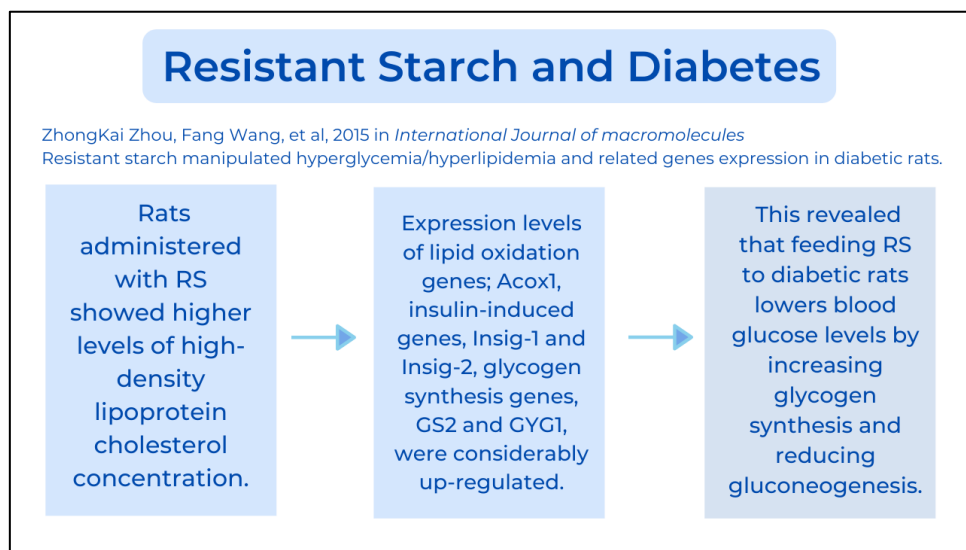 Resistant Starch and Diabetes
ZhongKai Zhou, Fang Wang, et al, 2015 in International Journal of macromolecules
Resistant starch manipulated hyperglycemia/hyperlipidemia and related genes expression in diabetic rats.
Rats
administered
with RS
showed higher
levels of high-
density
lipoprotein
cholesterol
concentration.
Expression levels
of lipid oxidation
genes; Acox1,
insulin-induced
genes, Insig-1 and
Insig-2, glycogen
synthesis genes,
GS2 and GYG1,
were considerably
up-regulated.
This revealed
that feeding RS
to diabetic rats
lowers blood
glucose levels by
increasing
glycogen
synthesis and
reducing
gluconeogenesis.